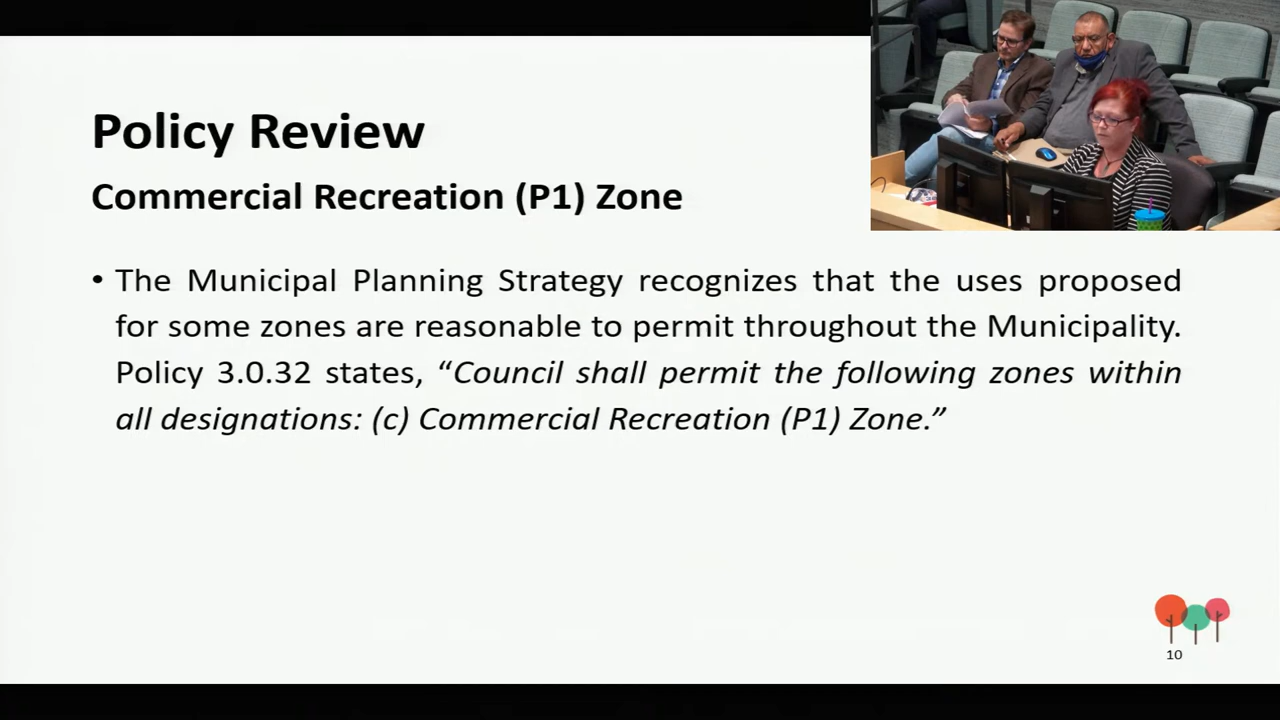 Policy Review
Commercial Recreation (P1) Zone
• The Municipal Planning Strategy recognizes that the uses proposed
for some zones are reasonable to permit throughout the Municipality.
Policy 3.0.32 states, “Council shall permit the following zones within
all designations: (c) Commercial Recreation (P1) Zone.”
10